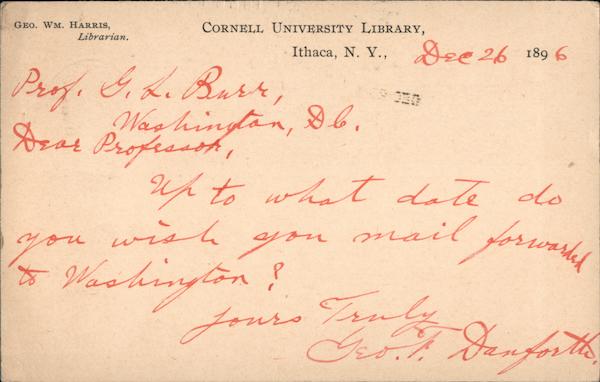 GEO. WM. HARRIS,
Librarian.
CORNELL UNIVERSITY LIBRARY,
Ithaca, N. Y., Dec 26 1896
Prof. G. L. Burr,
Washington, D.C.
Dear Professor,
Up to what date do
you wish you mail forwarded
to Washington?
Yours Truly
Geo. F. Danforth.